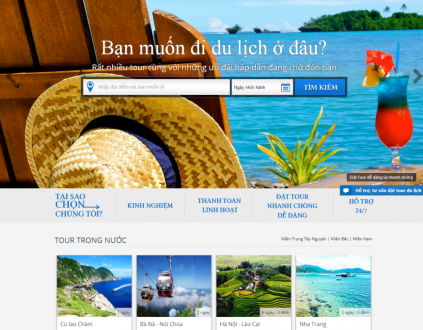 Bạn muốn đi du lịch ở đâu?
Rất nhiều tour cùng với những ưu đãi hấp dẫn đang chờ đón bạn
Nhập địa điểm mà bạn muốn đi
Ngày khởi hành
TÌM KIẾM
Đặt Tour dễ dàng và nhanh chóng
Hỗ trợ, tư vấn đặt tour du lịch
TẠI SAO
CHỌN
CHÚNG TÔI?
KINH NGHIỆM
THANH TOÁN
LINH HOẠT
ĐẶT TOUR
NHANH CHÓNG
DỄ DÀNG
HỖ TRỢ
24/7
TOUR TRONG NƯỚC
Miền Trung Tây Nguyên | Miền Bắc | Miền Nam
1 ngày
1 ngày
Cù lao Chàm
Bà Nà - Núi Chúa
Hà Nội - Lào Cai
Nha Trang